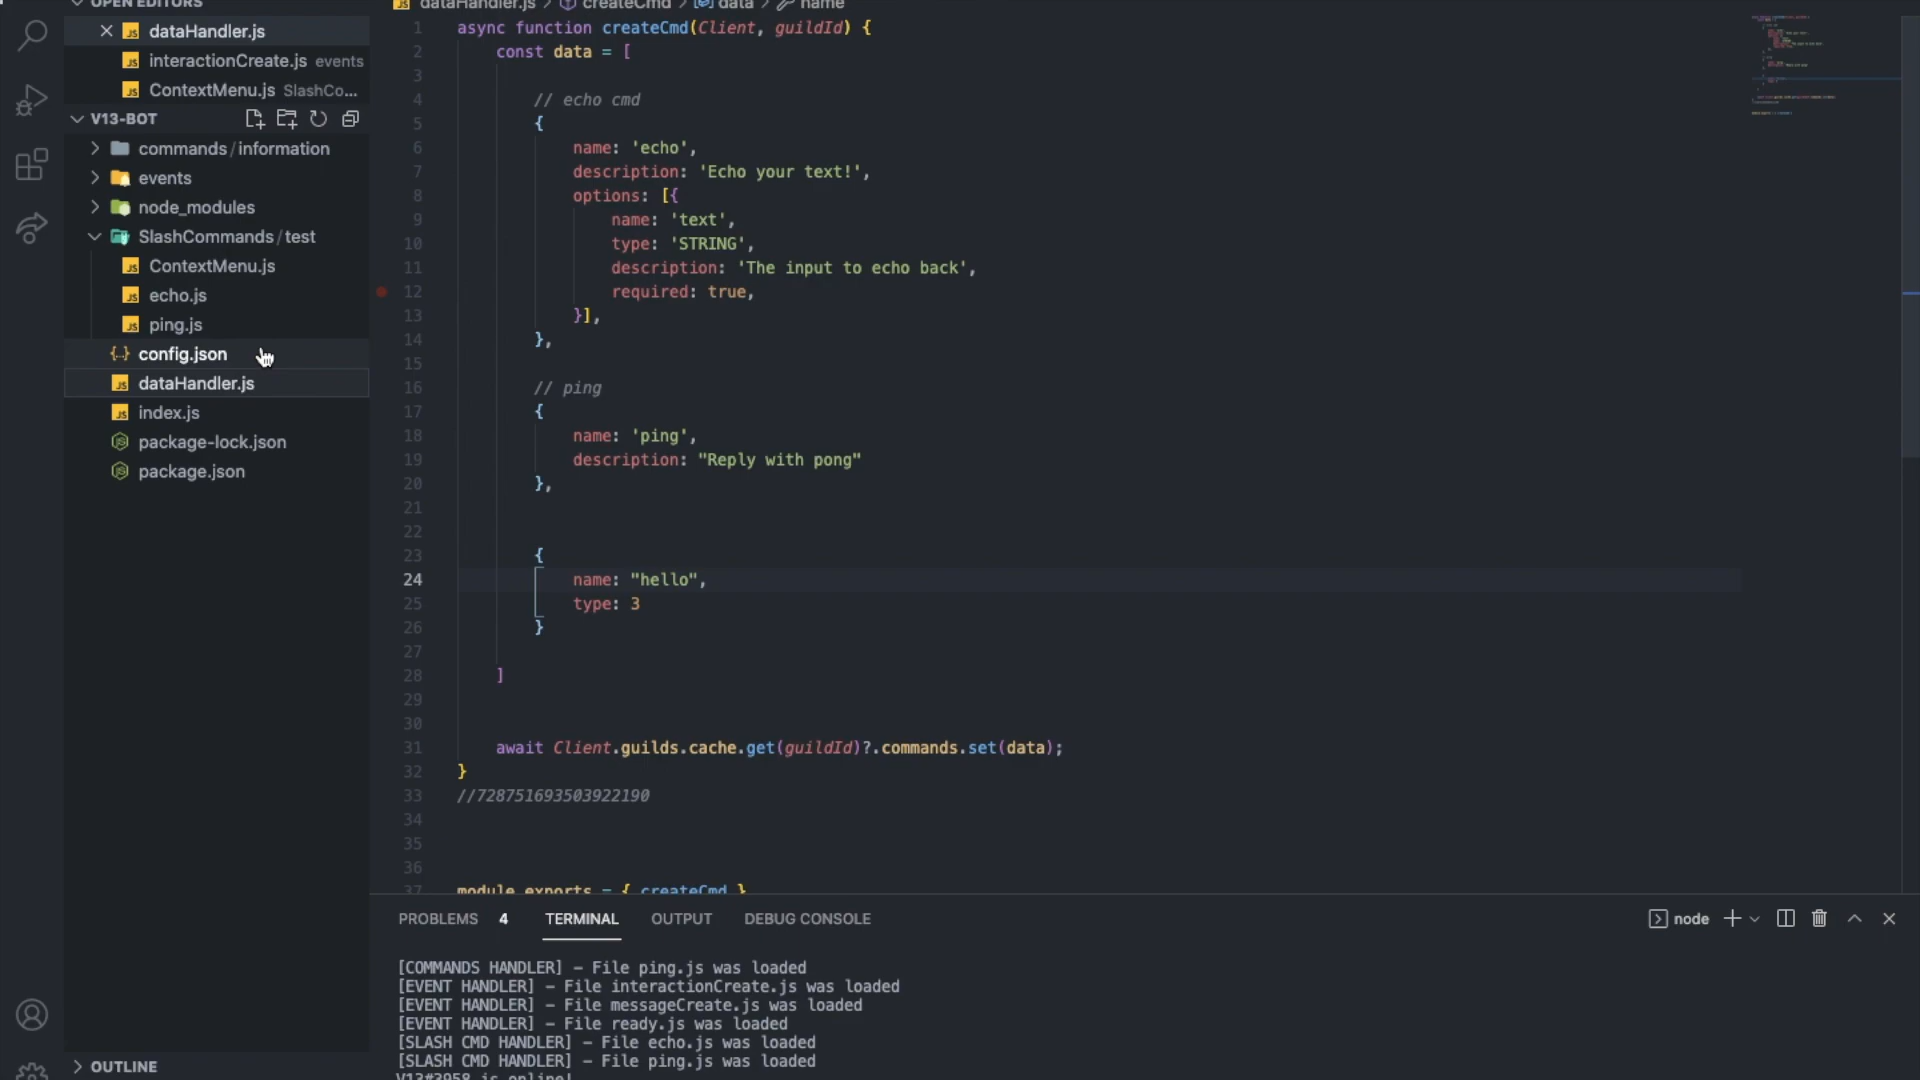 OPEN EDITORS
dataHandler.js
interactionCreate.js events
ContextMenu.js SlashCo...
V13-BOT
commands/information
events
node_modules
SlashCommands/test
ContextMenu.js
echo.js
ping.js
config.json
dataHandler.js
index.js
package-lock.json
package.json
OUTLINE
dataHandler.js > createCmd > data > name
1 async function createCmd(Client, guildId) {
2 const data = [
3
4 // echo cmd
5 {
6 name: 'echo',
7 description: 'Echo your text!',
8 options: [{
9 name: 'text',
10 type: 'STRING',
11 description: 'The input to echo back',
12 required: true,
13 }],
14 },
15
16 // ping
17 {
18 name: 'ping',
19 description: "Reply with pong"
20 },
21
22
23 {
24 name: "hello",
25 type: 3
26 }
27
28 ]
29
30
31 await Client.guilds.cache.get(guildId)?.commands.set(data);
32 }
33 //728751693503922190
34
35
36
37 module.exports = { createCmd }
PROBLEMS 4 TERMINAL OUTPUT DEBUG CONSOLE node
[COMMANDS HANDLER] - File ping.js was loaded
[EVENT HANDLER] - File interactionCreate.js was loaded
[EVENT HANDLER] - File messageCreate.js was loaded
[EVENT HANDLER] - File ready.js was loaded
[SLASH CMD HANDLER] - File echo.js was loaded
[SLASH CMD HANDLER] - File ping.js was loaded
V13#3958 is online!